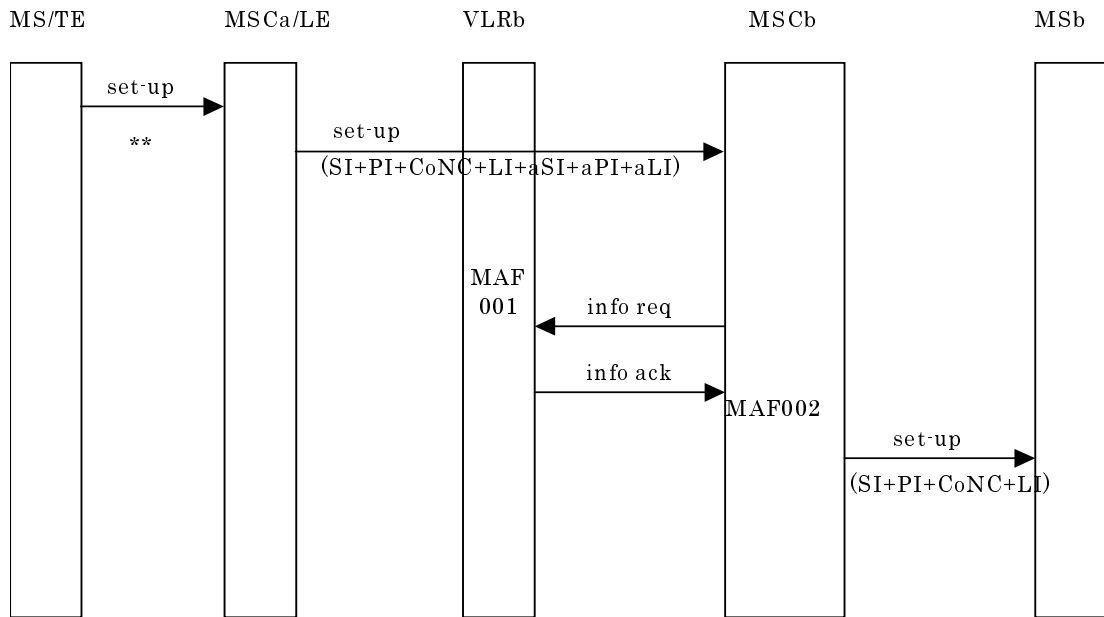 MS/TE MSCa/LE VLRb MSCb MSb
set-up
**
set-up
(SI+PI+CoNC+LI+aSI+aPI+aLI)
MAF
001
info req
info ack
MAF002
set-up
(SI+PI+CoNC+LI)